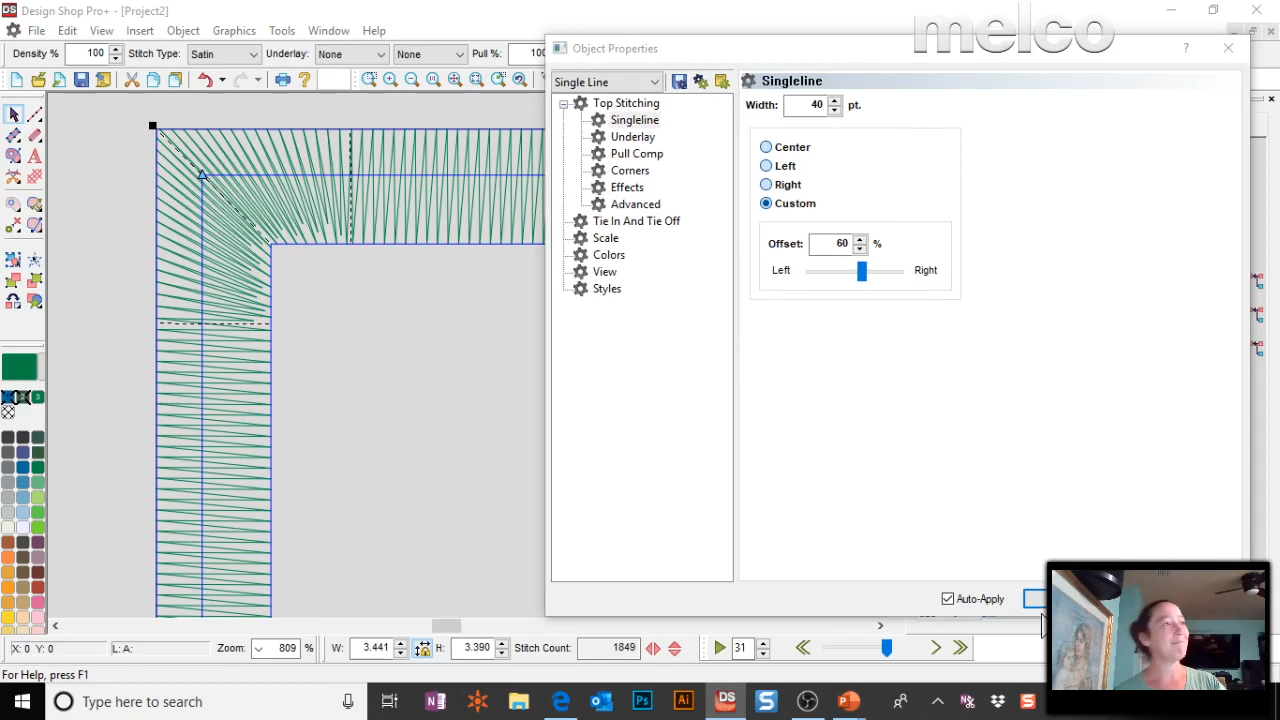 DS Design Shop Pro+ - [Project2]
melco
File Edit View Insert Object Graphics Tools Window Help
Density % 100 Stitch Type: Satin Underlay: None None Pull %: 100
Object Properties
Single Line
Singleline
Top Stitching
Singleline
Underlay
Pull Comp
Corners
Effects
Advanced
Tie In And Tie Off
Scale
Colors
View
Styles
Width: 40 pt.
Center
Left
Right
Custom
Offset: 60 %
Left Right
Auto-Apply
X: 0 Y: 0 L: A: Zoom: 809 % W: 3.441 H: 3.390 Stitch Count: 1849 31
For Help, press F1
Type here to search